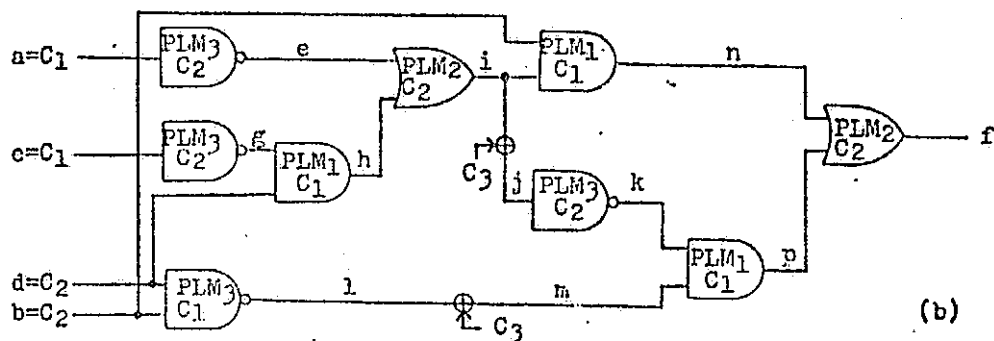 a=C1
PLM3
C2
e
PLM2
C2
i
PLM1
C1
n
c=C1
PLM3
C2
g
PLM1
C1
h
C3
j
PLM3
C2
k
PLM2
C2
f
d=C2
b=C2
PLM3
C1
l
C3
m
PLM1
C1
p
(b)